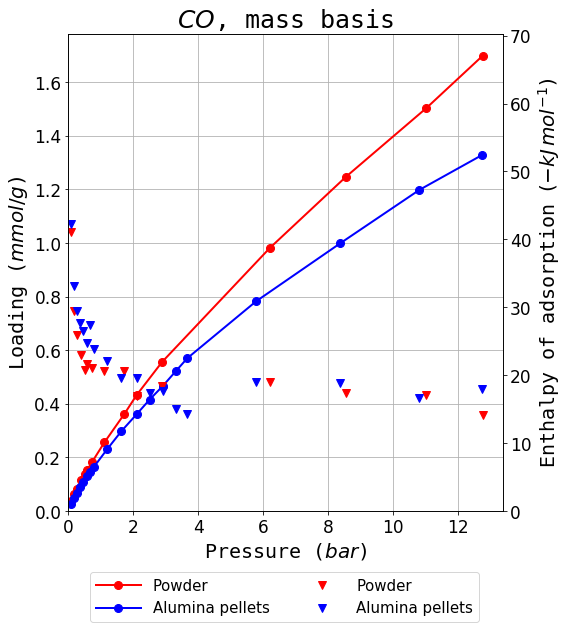 CO, mass basis
Loading (mmol/g)
0.0
0.2
0.4
0.6
0.8
1.0
1.2
1.4
1.6
0 2 4 6 8 10 12
Pressure (bar)
0
10
20
30
40
50
60
70
Enthalpy of adsorption (−kJ mol⁻¹)
Powder Powder
Alumina pellets Alumina pellets